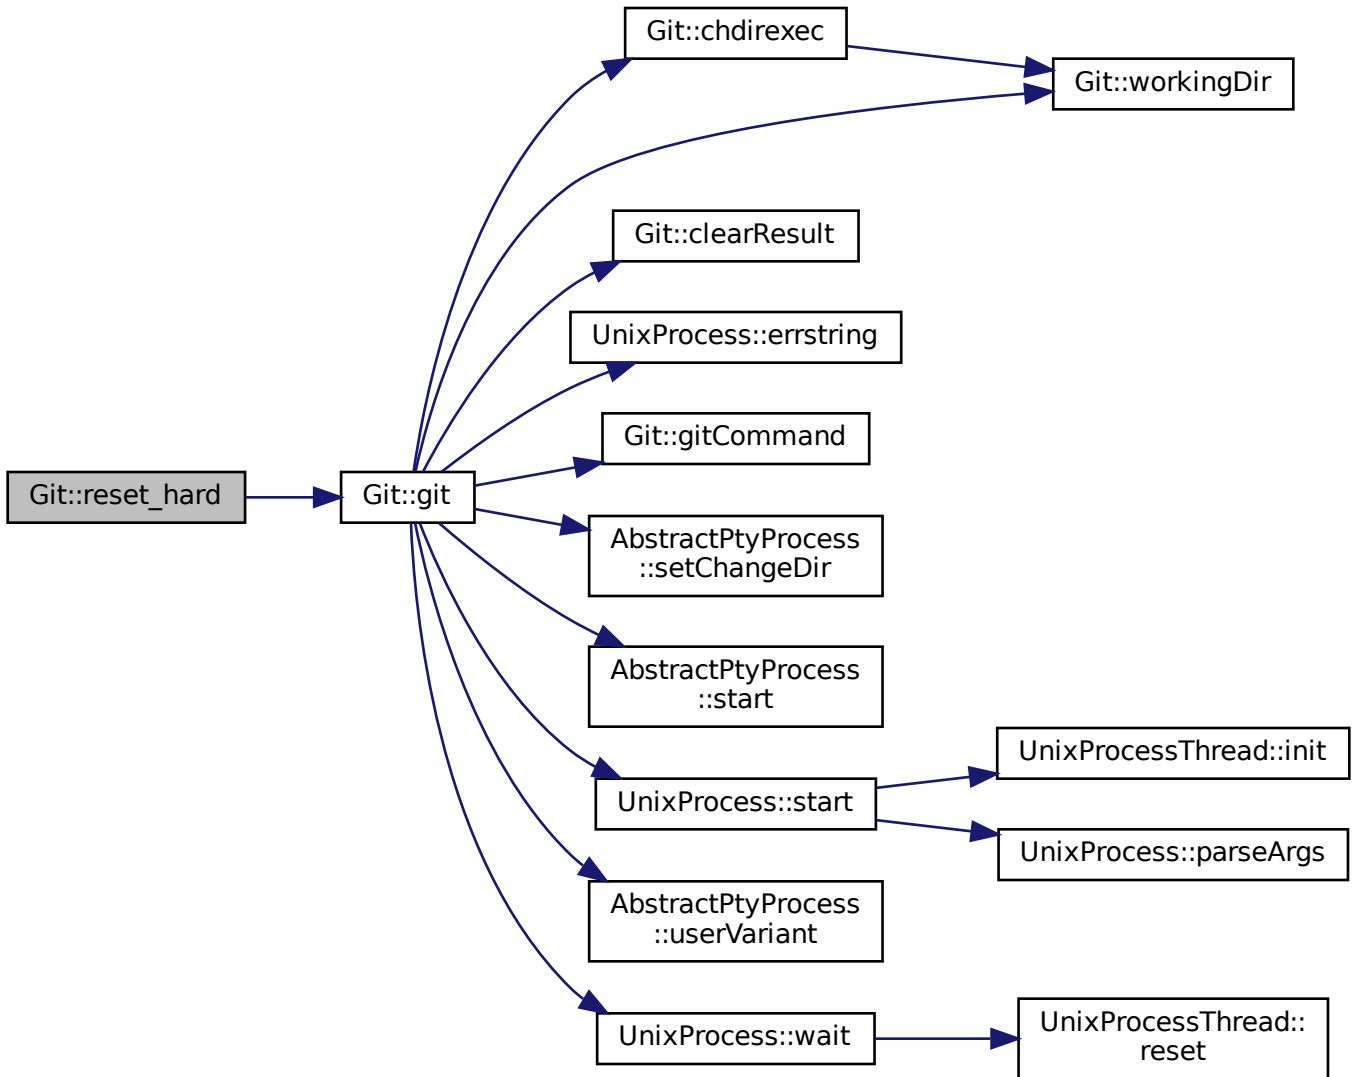 Git::chdirexec
Git::workingDir
Git::clearResult
UnixProcess::errstring
Git::gitCommand
Git::reset_hard
Git::git
AbstractPtyProcess
::setChangeDir
AbstractPtyProcess
::start
UnixProcessThread::init
UnixProcess::start
UnixProcess::parseArgs
AbstractPtyProcess
::userVariant
UnixProcess::wait
UnixProcessThread::
reset